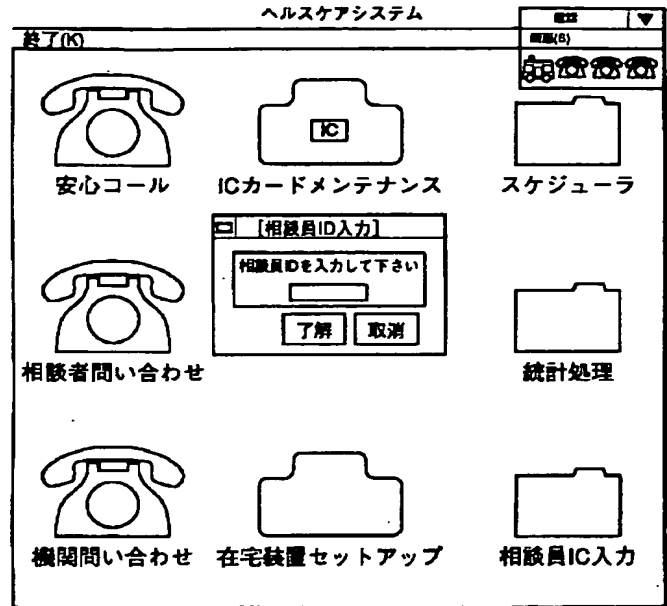 ヘルスケアシステム
電話
終了(K)
安心コール
IC
ICカードメンテナンス
スケジューラ
[相談員ID入力]
相談員IDを入力して下さい
了解
取消
相談者問い合わせ
統計処理
機関問い合わせ
在宅装置セットアップ
相談員IC入力